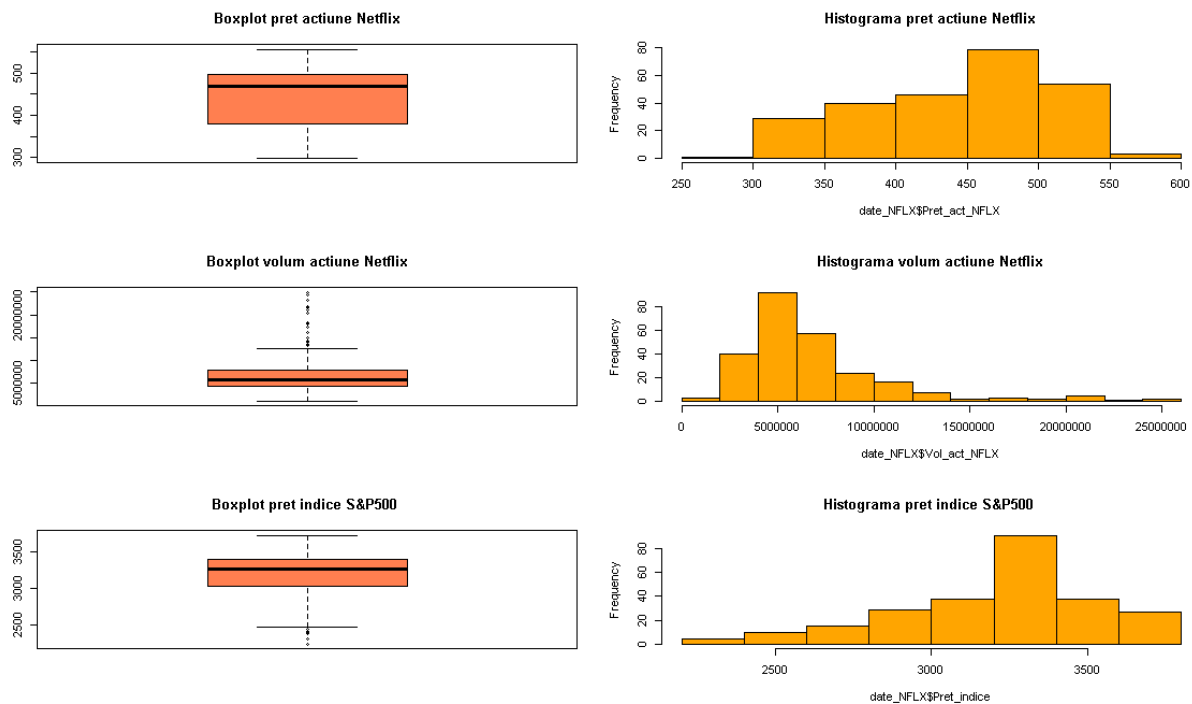 Boxplot pret actiune Netflix
300 400 500
Histograma pret actiune Netflix
Frequency
0 20 40 60 80
250 300 350 400 450 500 550 600
date_NFLX$Pret_act_NFLX
Boxplot volum actiune Netflix
5000000 20000000
Histograma volum actiune Netflix
Frequency
0 20 40 60 80
0 5000000 10000000 15000000 20000000 25000000
date_NFLX$Vol_act_NFLX
Boxplot pret indice S&P500
2500 3000 3500
Histograma pret indice S&P500
Frequency
0 20 40 60 80
2500 3000 3500
date_NFLX$Pret_indice